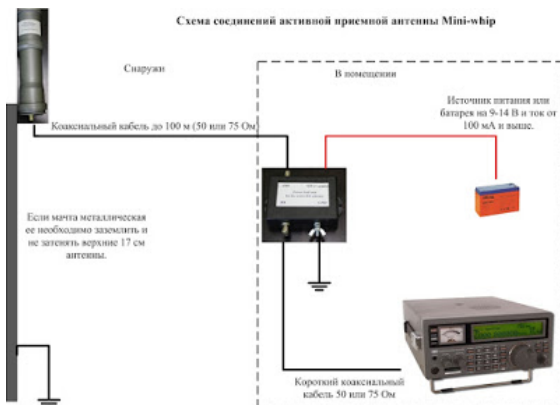 Схема соединений активной приемной антенны Mini-whip
Снаружи
В помещении
Источник питания или
батарея на 9-14 В и ток от
100 мА и выше.
Коаксиальный кабель до 100 м (50 или 75 Ом
Если мачта металлическая
ее необходимо заземлить и
не затенять верхние 17 см
антенны.
Короткий коаксиальный
кабель 50 или 75 Ом